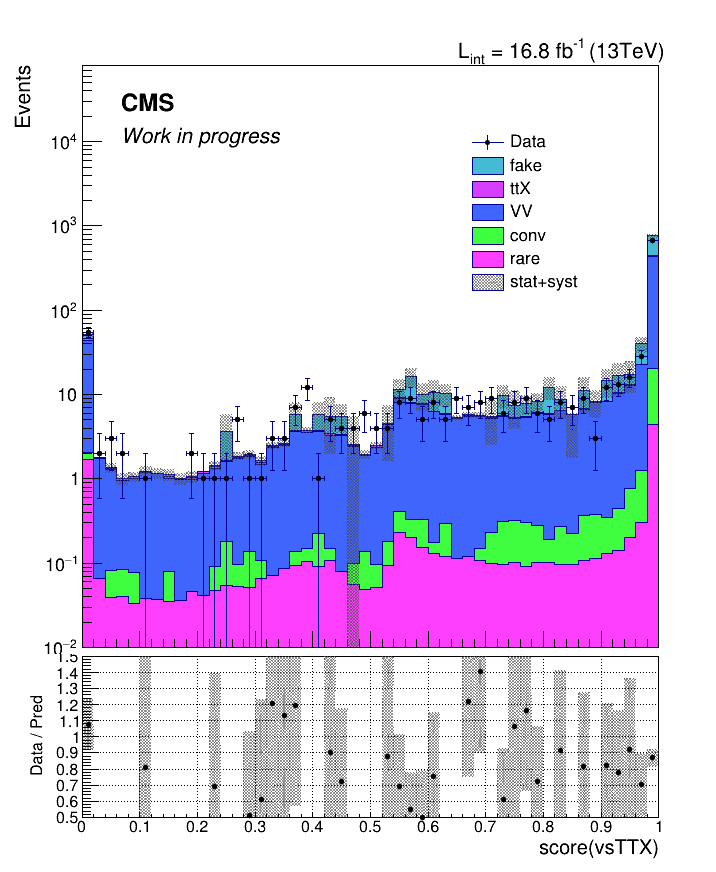 L_int = 16.8 fb^-1 (13TeV)
Events
CMS
Work in progress
Data
fake
ttX
VV
conv
rare
stat+syst
10^4
10^3
10^2
10
1
10^-1
10^-2
Data / Pred
1.5
1.4
1.3
1.2
1.1
1
0.9
0.8
0.7
0.6
0.5
0 0.1 0.2 0.3 0.4 0.5 0.6 0.7 0.8 0.9 1
score(vsTTX)